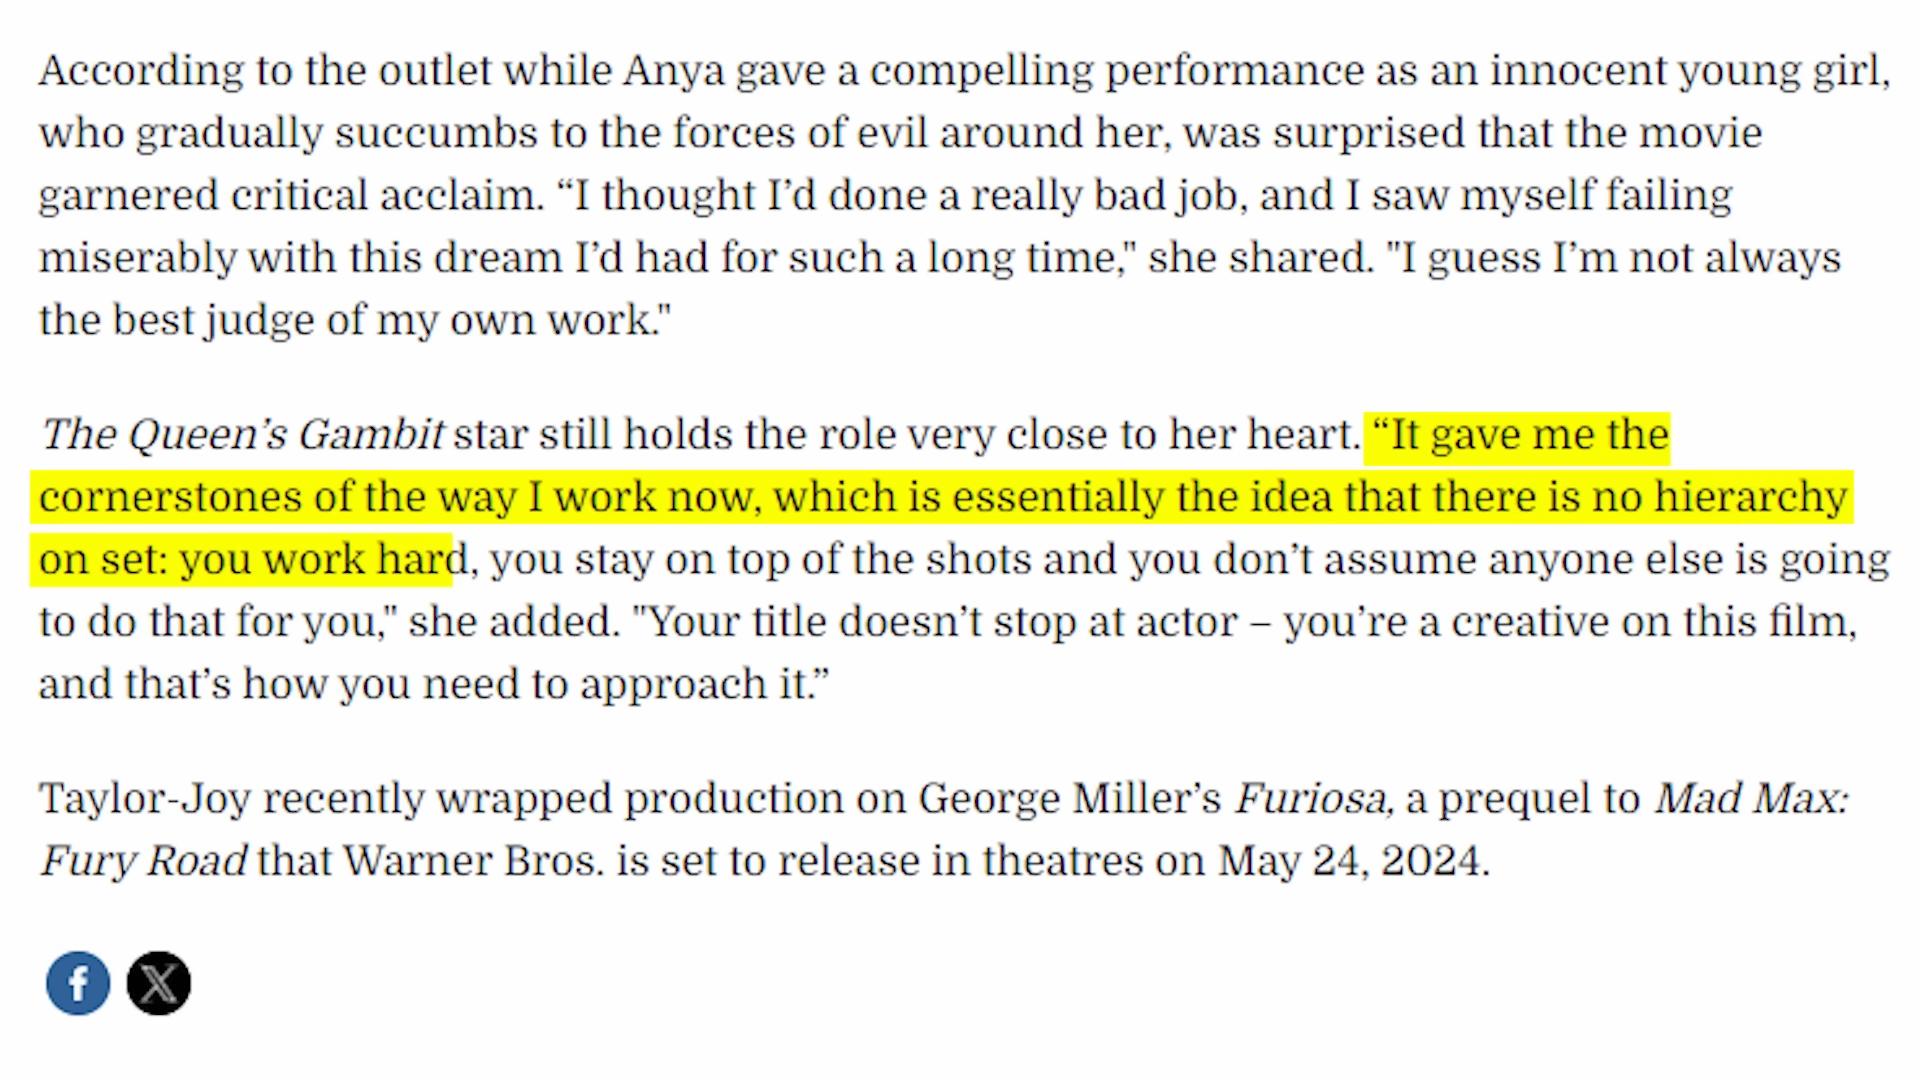 According to the outlet while Anya gave a compelling performance as an innocent young girl,
who gradually succumbs to the forces of evil around her, was surprised that the movie
garnered critical acclaim. “I thought I’d done a really bad job, and I saw myself failing
miserably with this dream I’d had for such a long time," she shared. "I guess I’m not always
the best judge of my own work."
The Queen’s Gambit star still holds the role very close to her heart. “It gave me the
cornerstones of the way I work now, which is essentially the idea that there is no hierarchy
on set: you work hard, you stay on top of the shots and you don’t assume anyone else is going
to do that for you," she added. "Your title doesn’t stop at actor – you’re a creative on this film,
and that’s how you need to approach it.”
Taylor-Joy recently wrapped production on George Miller’s Furiosa, a prequel to Mad Max:
Fury Road that Warner Bros. is set to release in theatres on May 24, 2024.